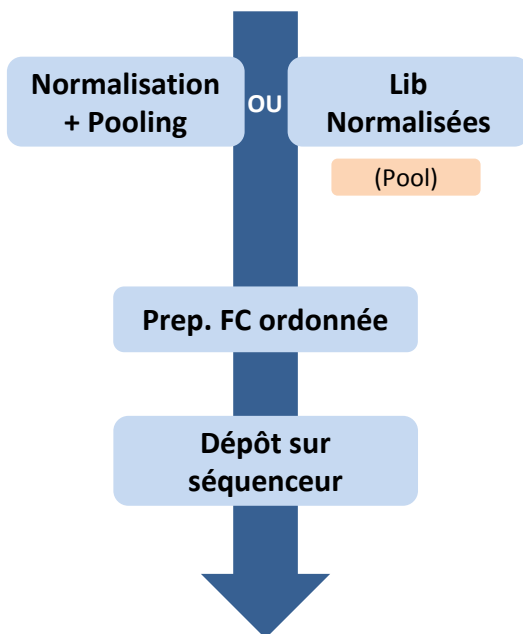 Normalisation
+ Pooling
OU
Lib
Normalisées
(Pool)
Prep. FC ordonnée
Dépôt sur
séquenceur